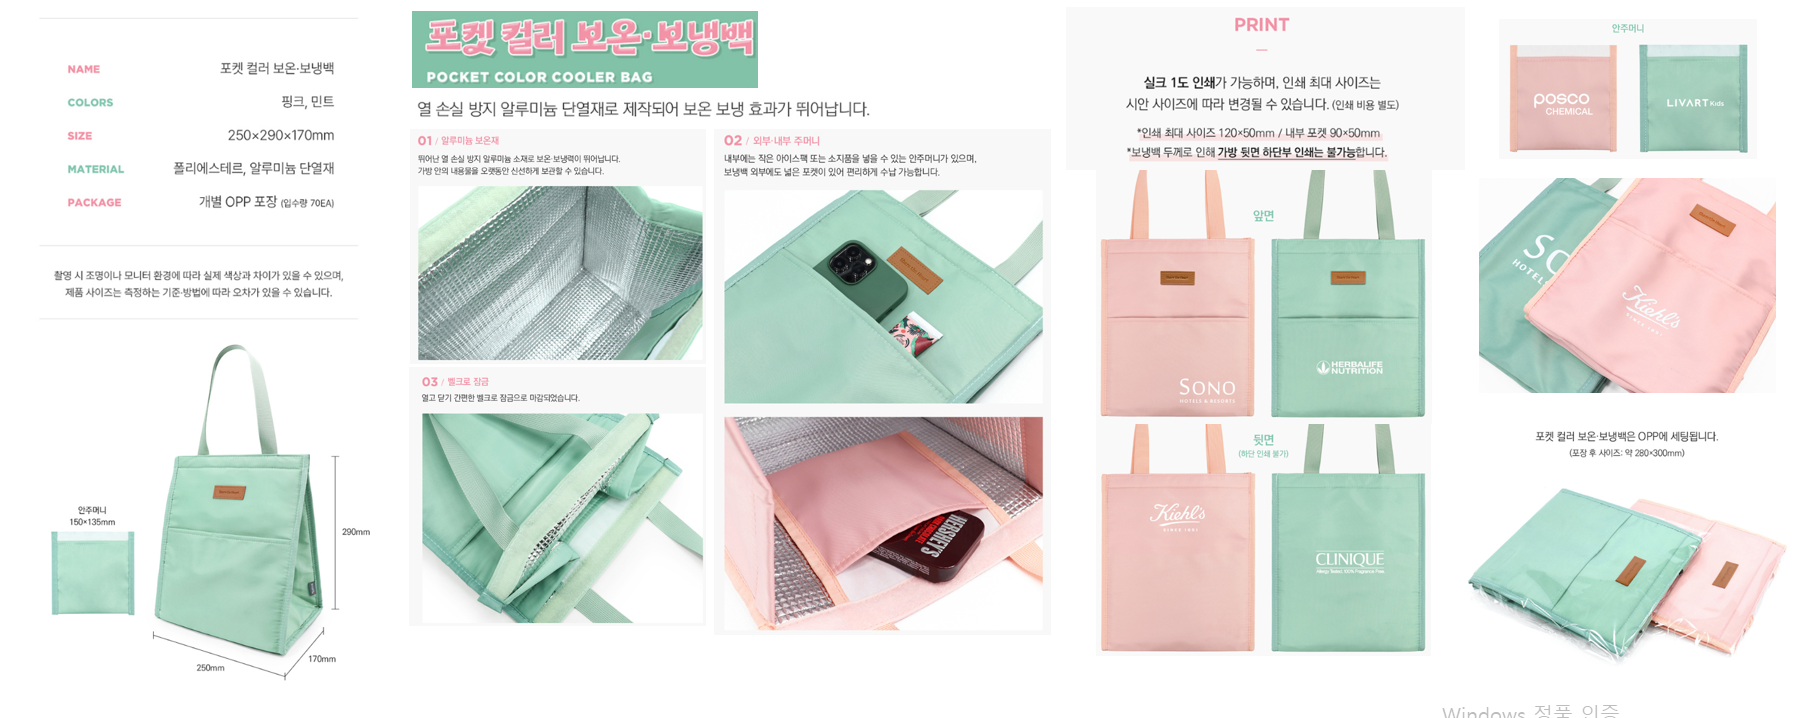 NAME 포켓 컬러 보온·보냉백
COLORS 핑크, 민트
SIZE 250×290×170mm
MATERIAL 폴리에스테르, 알루미늄 단열재
PACKAGE 개별 OPP 포장 (입수량 70EA)
촬영 시 조명이나 모니터 환경에 따라 실제 색상과 차이가 있을 수 있으며,
제품 사이즈는 측정하는 기준·방법에 따라 오차가 있을 수 있습니다.
안주머니
150×135mm
290mm
170mm
250mm
포켓 컬러 보온·보냉백
POCKET COLOR COOLER BAG
열 손실 방지 알루미늄 단열재로 제작되어 보온 보냉 효과가 뛰어납니다.
01 / 알루미늄 보온재
뛰어난 열 손실 방지 알루미늄 소재로 보온·보냉력이 뛰어납니다.
가방 안의 내용물을 오랫동안 신선하게 보관할 수 있습니다.
02 / 외부·내부 주머니
내부에는 작은 아이스팩 또는 소지품을 넣을 수 있는 안주머니가 있으며,
보냉백 외부에도 넓은 포켓이 있어 편리하게 수납 가능합니다.
03 / 벨크로 잠금
열고 닫기 간편한 벨크로 잠금으로 마감되었습니다.
HERSHEY'S
PRINT
실크 1도 인쇄가 가능하며, 인쇄 최대 사이즈는
시안 사이즈에 따라 변경될 수 있습니다. (인쇄 비용 별도)
*인쇄 최대 사이즈 120×50mm / 내부 포켓 90×50mm
*보냉백 두께로 인해 가방 뒷면 하단부 인쇄는 불가능합니다.
앞면
SONO
HOTELS & RESORTS
HERBALIFE
NUTRITION
뒷면
(하단 인쇄 불가)
Kiehl's
SINCE 1851
CLINIQUE
Allergy Tested. 100% Fragrance Free.
안주머니
posco
CHEMICAL
LIVART Kids
SO
HOTEL
Kiehl's
SINCE 1851
포켓 컬러 보온·보냉백은 OPP에 세팅됩니다.
(포장 후 사이즈: 약 280×300mm)
Windows 정품 인증